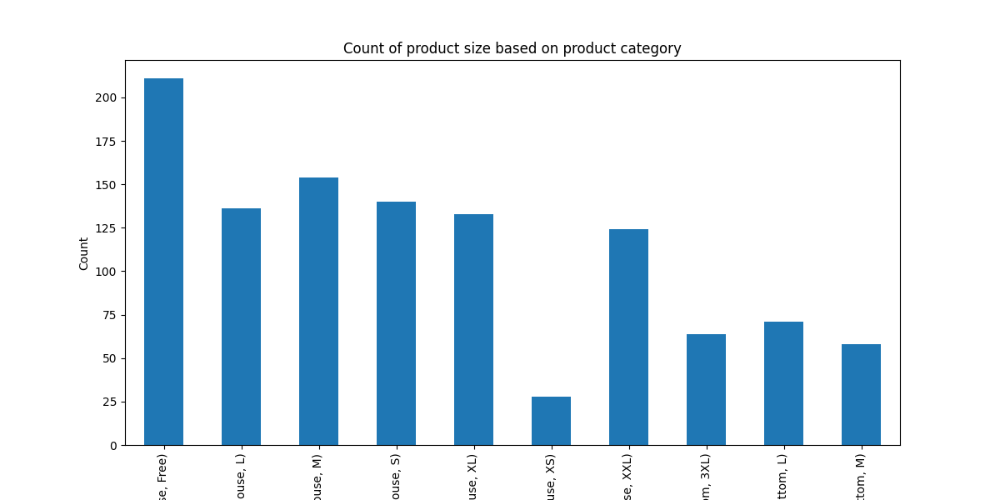 Count of product size based on product category
200
175
150
125
100
75
50
25
0
Count
se, Free)
ouse, L)
ouse, M)
ouse, S)
use, XL)
use, XS)
se, XXL)
om, 3XL)
ttom, L)
ttom, M)